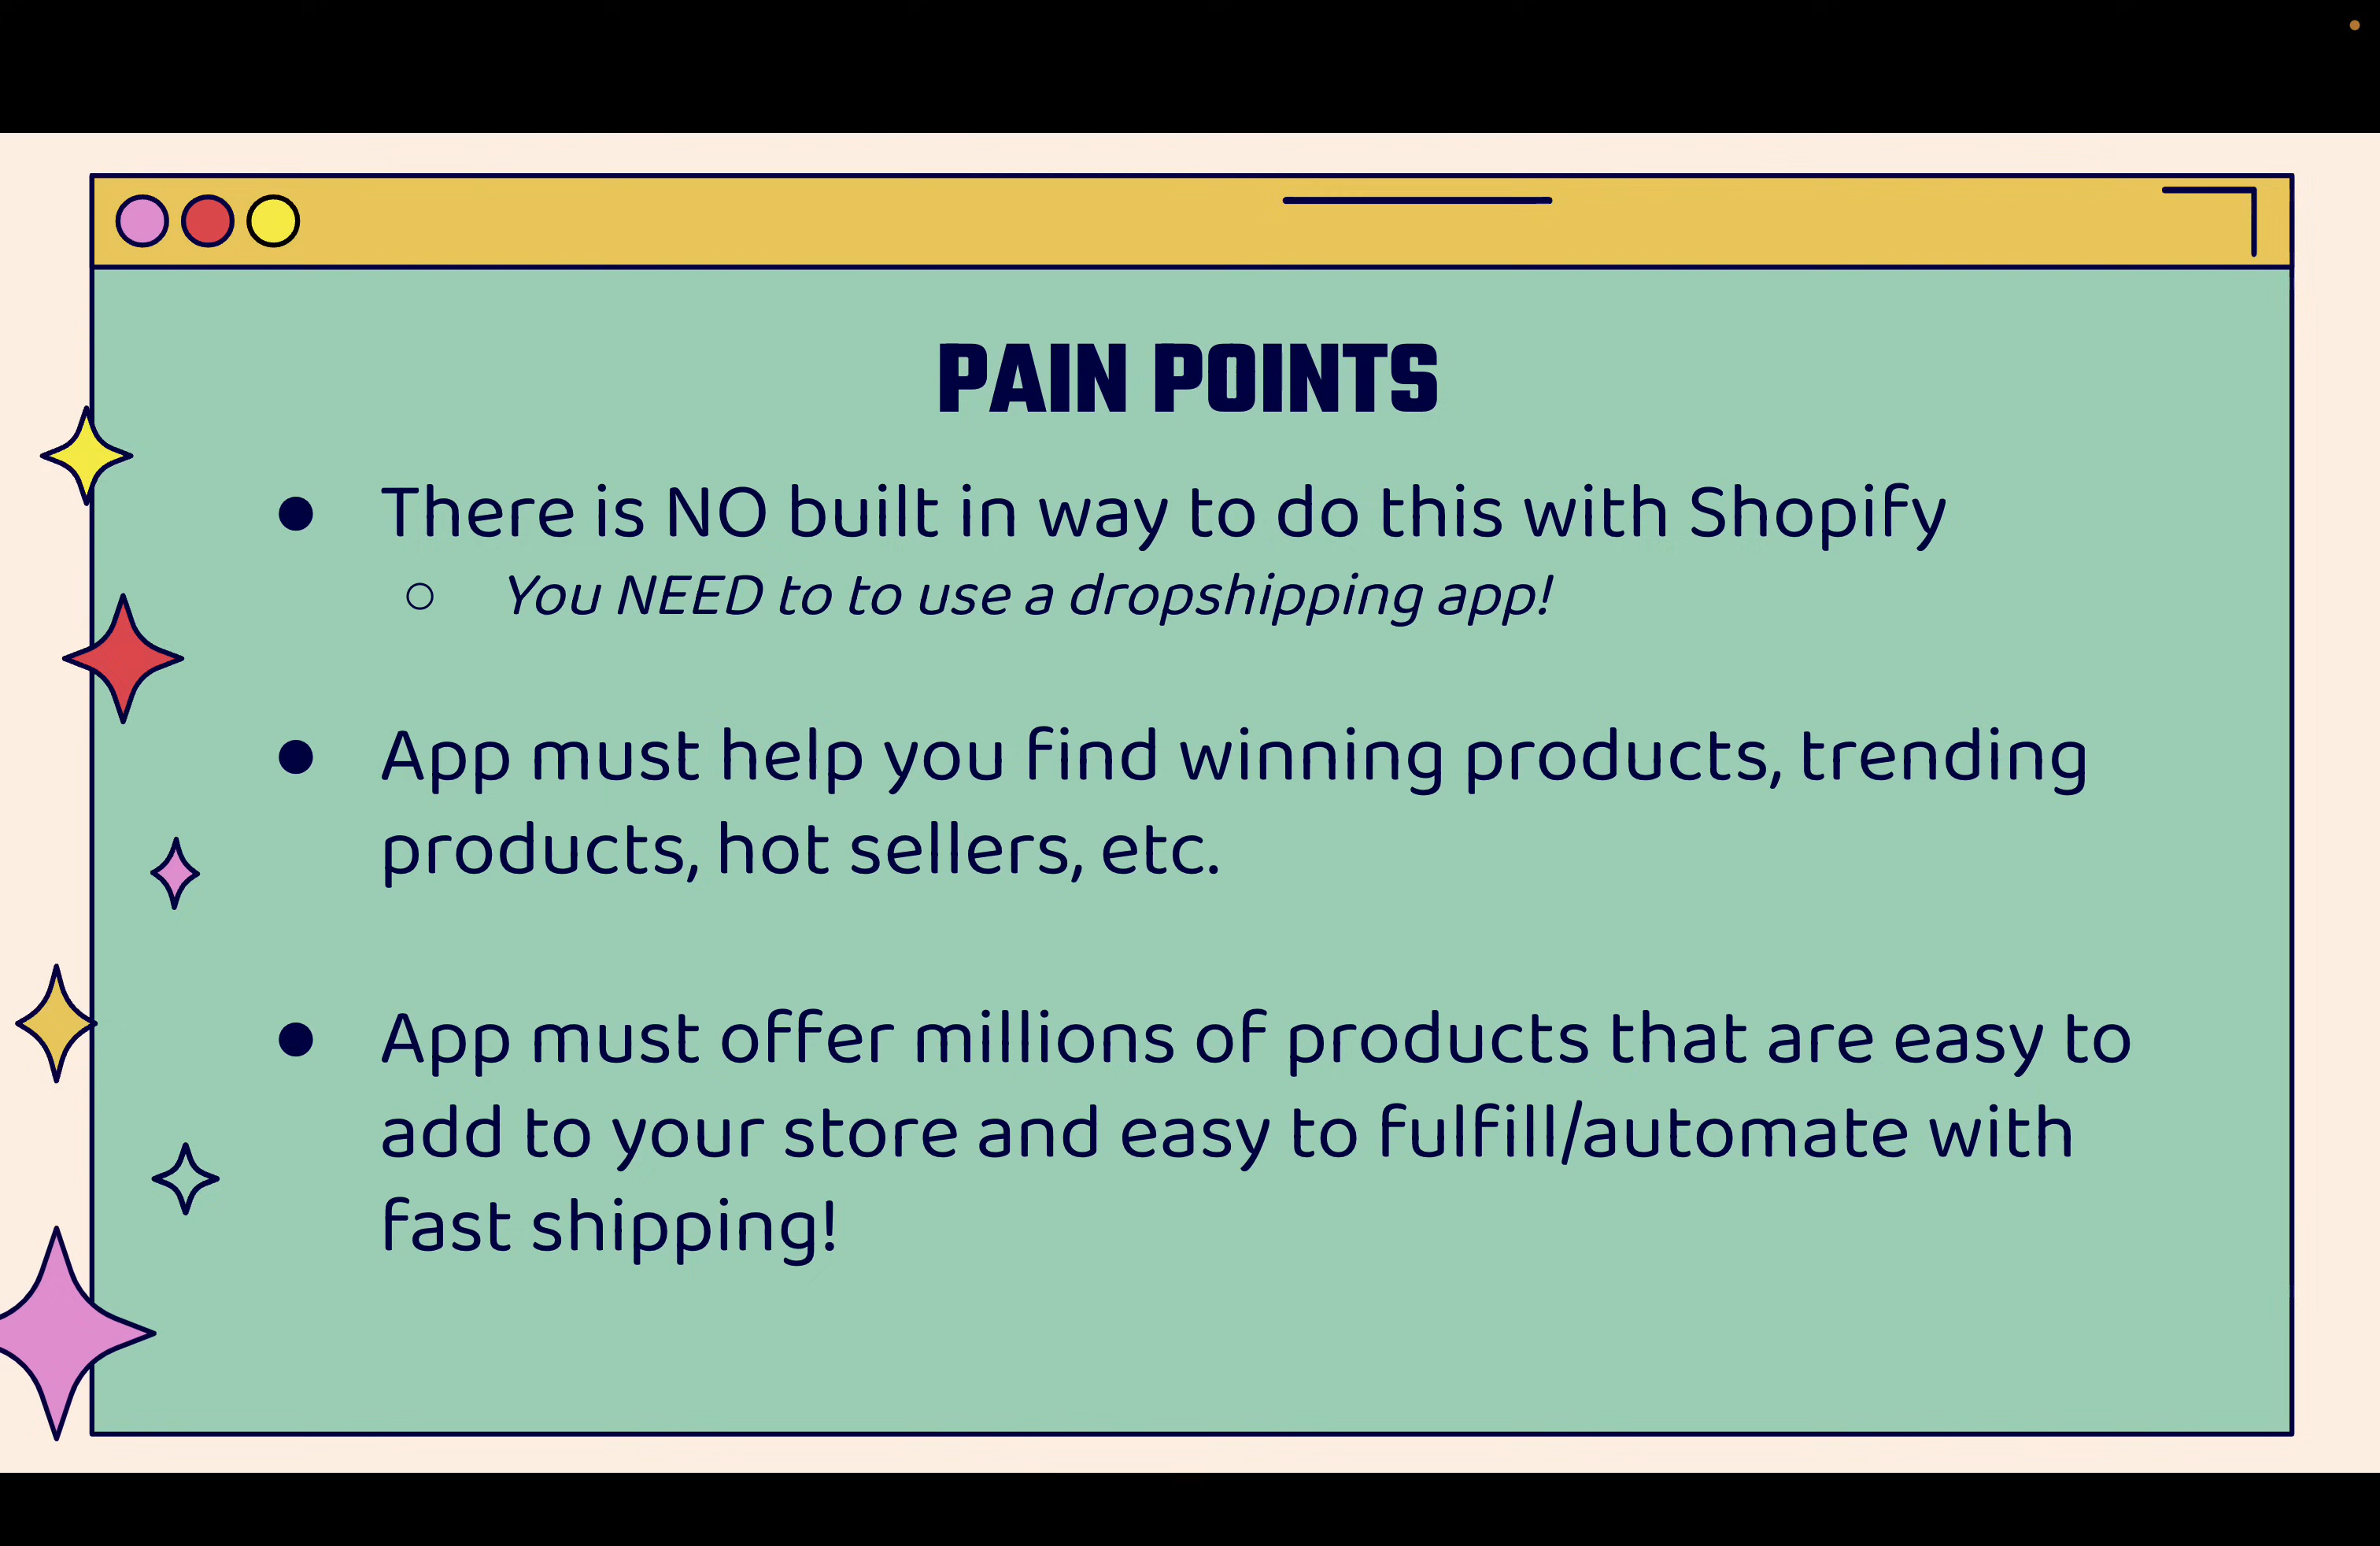 PAIN POINTS
● There is NO built in way to do this with Shopify
○ You NEED to to use a dropshipping app!
● App must help you find winning products, trending
products, hot sellers, etc.
● App must offer millions of products that are easy to
add to your store and easy to fulfill/automate with
fast shipping!